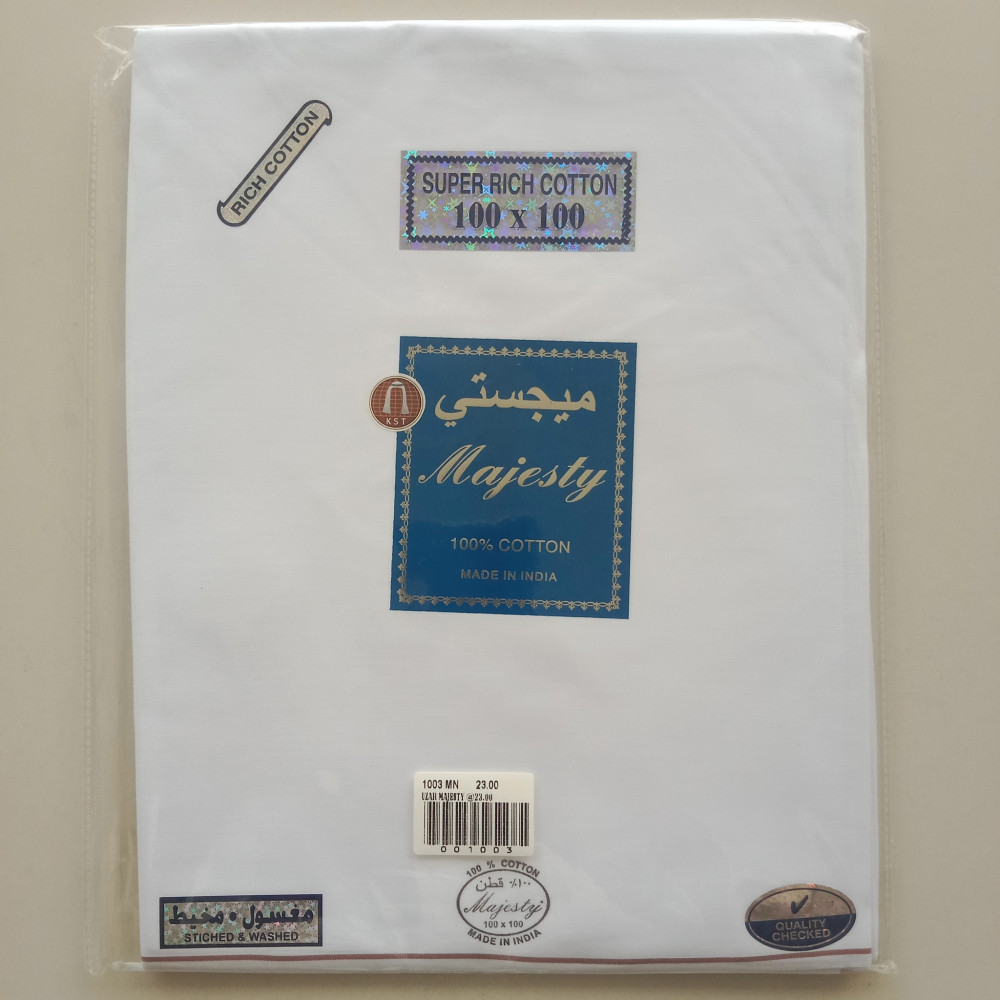 RICH COTTON
SUPER RICH COTTON
100 x 100
ميجستي
KST
Majesty
100% COTTON
MADE IN INDIA
1003 MN 23.00
UZAR MAJESTY @23.00
001003
100 % COTTON
٪١٠٠ قطن
Majesty
100 x 100
MADE IN INDIA
مغسول • مخيط
STICHED & WASHED
QUALITY
CHECKED